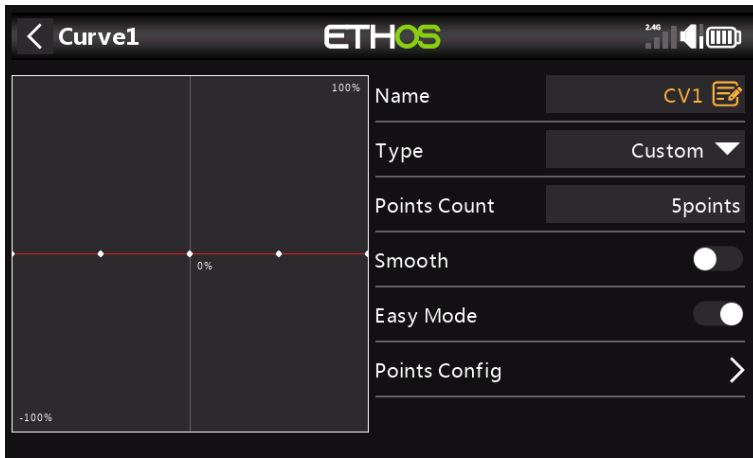 Curve1
ETHOS
2.4G
100%
0%
-100%
Name
CV1
Type
Custom
Points Count
5points
Smooth
Easy Mode
Points Config